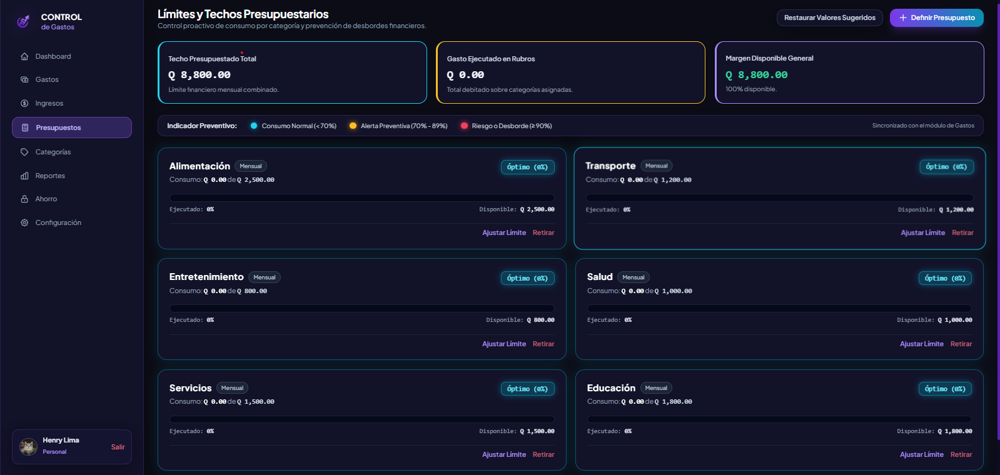 CONTROL
de Gastos
Dashboard
Gastos
Ingresos
Presupuestos
Categorías
Reportes
Ahorro
Configuración
Henry Lima
Personal
Salir
Límites y Techos Presupuestarios
Control proactivo de consumo por categoría y prevención de desbordes financieros.
Restaurar Valores Sugeridos
+ Definir Presupuesto
Techo Presupuestado Total
Q 8,800.00
Límite financiero mensual combinado.
Gasto Ejecutado en Rubros
Q 0.00
Total debitado sobre categorías asignadas.
Margen Disponible General
Q 8,800.00
100% disponible.
Indicador Preventivo: Consumo Normal (<70%) Alerta Preventiva (70% - 89%) Riesgo o Desborde (≥90%) Sincronizado con el módulo de Gastos
Alimentación Mensual Óptimo (0%)
Consumo: Q 0.00 de Q 2,500.00
Ejecutado: 0% Disponible: Q 2,500.00
Ajustar Límite Retirar
Transporte Mensual Óptimo (0%)
Consumo: Q 0.00 de Q 1,200.00
Ejecutado: 0% Disponible: Q 1,200.00
Ajustar Límite Retirar
Entretenimiento Mensual Óptimo (0%)
Consumo: Q 0.00 de Q 800.00
Ejecutado: 0% Disponible: Q 800.00
Ajustar Límite Retirar
Salud Mensual Óptimo (0%)
Consumo: Q 0.00 de Q 1,000.00
Ejecutado: 0% Disponible: Q 1,000.00
Ajustar Límite Retirar
Servicios Mensual Óptimo (0%)
Consumo: Q 0.00 de Q 1,500.00
Ejecutado: 0% Disponible: Q 1,500.00
Ajustar Límite Retirar
Educación Mensual Óptimo (0%)
Consumo: Q 0.00 de Q 1,800.00
Ejecutado: 0% Disponible: Q 1,800.00
Ajustar Límite Retirar